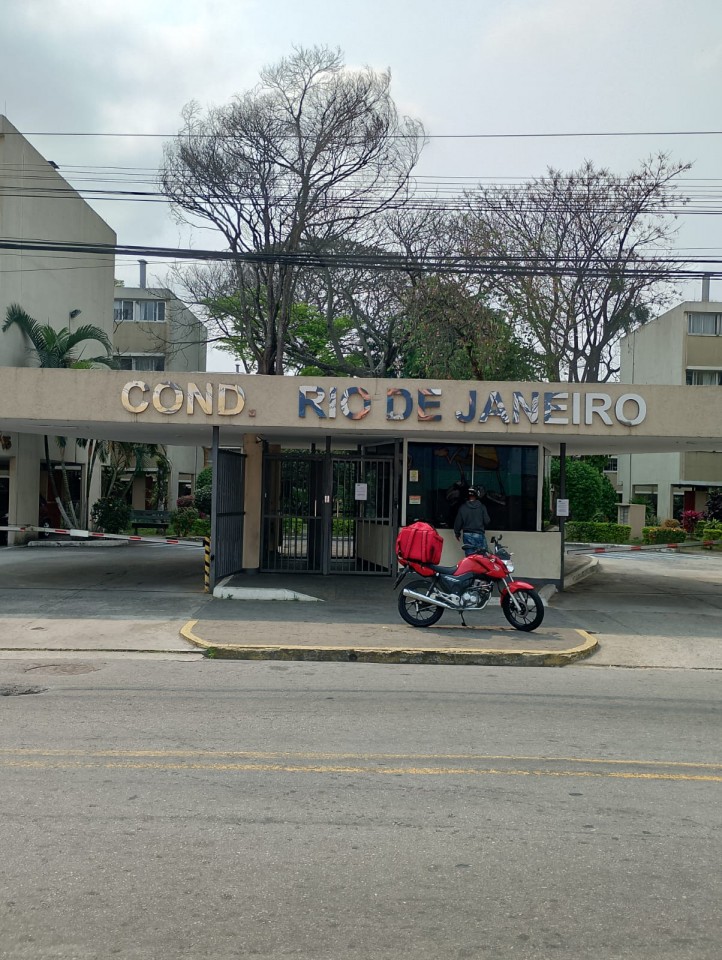 COND. RIO DE JANEIRO